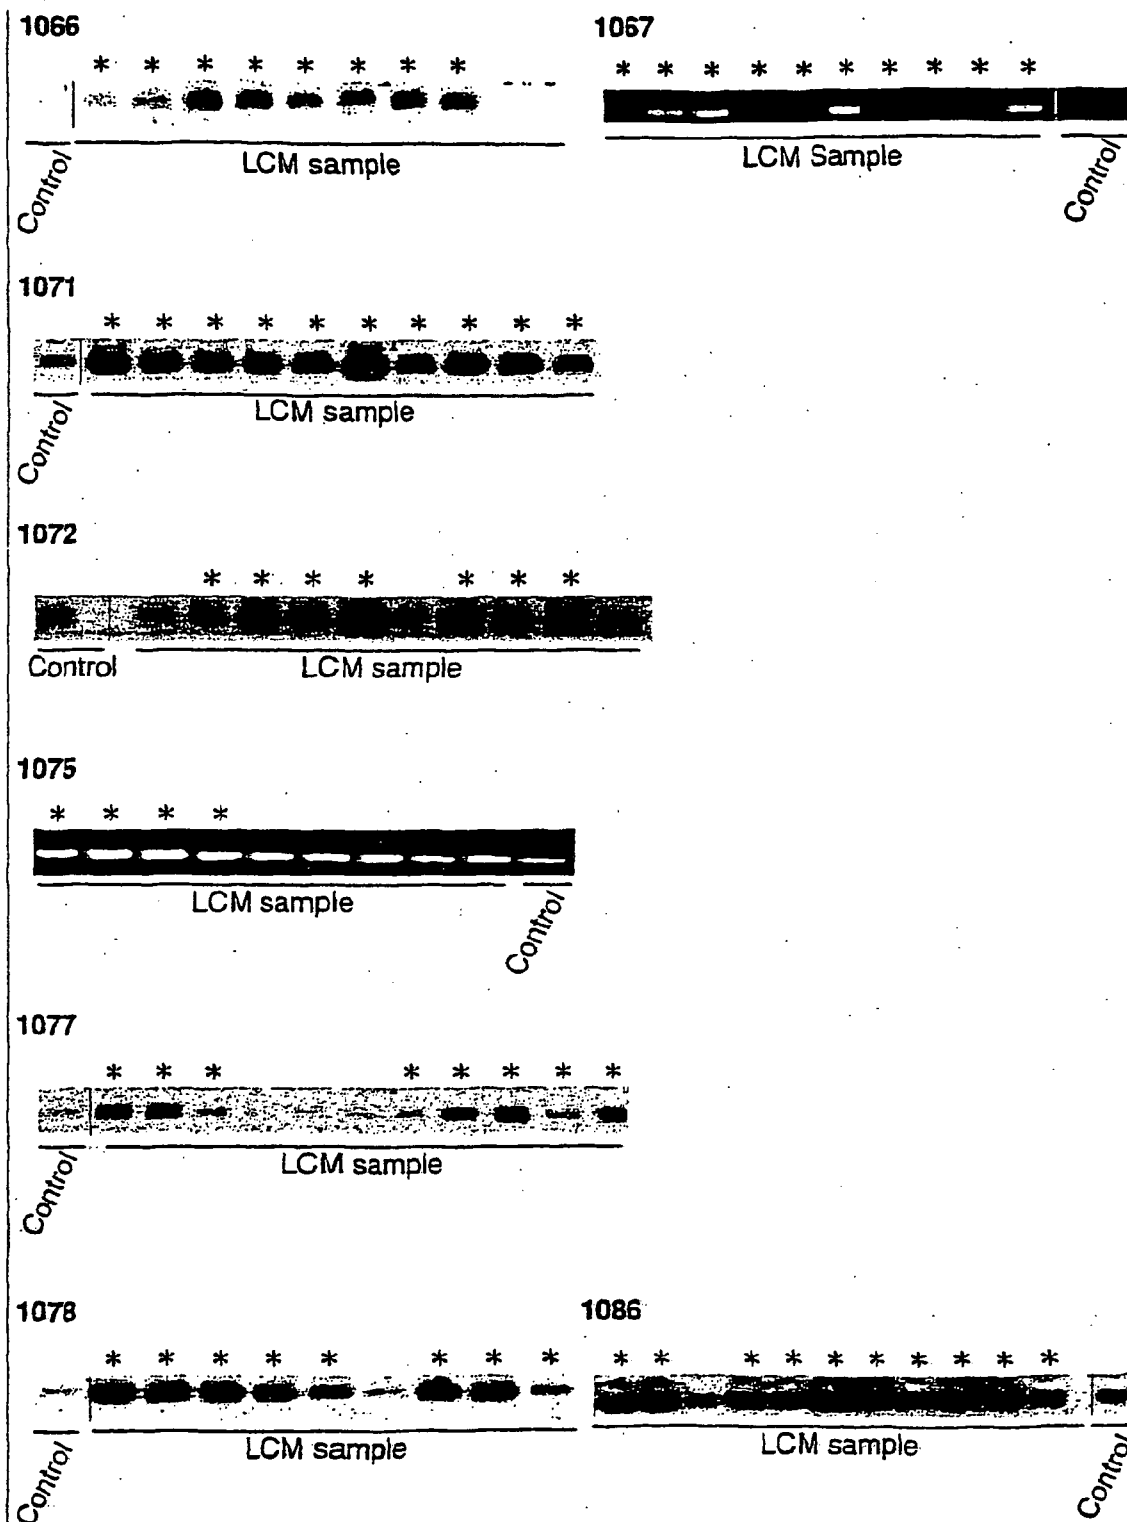 1066
* * * * * * * *
LCM sample
Control
1067
* * * * * * * * * *
LCM Sample
Control
1071
* * * * * * * * * *
LCM sample
Control
1072
* * * * * * *
Control
LCM sample
1075
* * * *
LCM sample
Control
1077
* * * * * * * *
LCM sample
Control
1078
* * * * * * * *
LCM sample
Control
1086
* * * * * * * * * *
LCM sample
Control